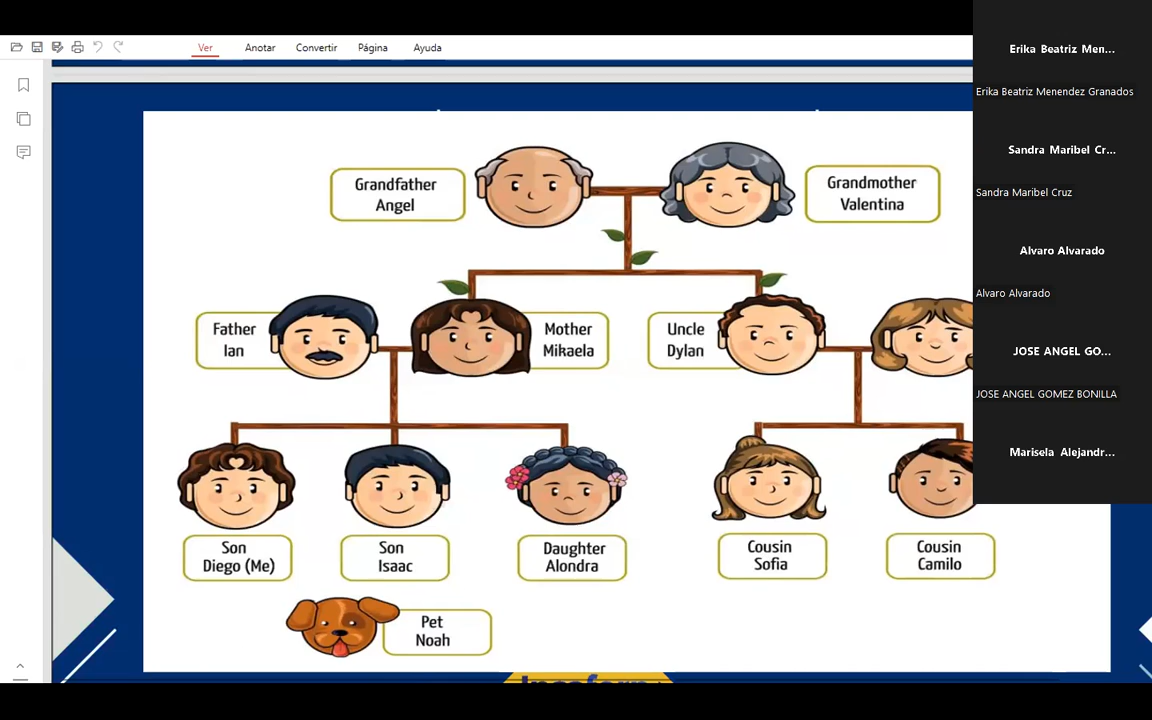 Ver Anotar Convertir Página Ayuda
Grandfather
Angel
Grandmother
Valentina
Father
Ian
Mother
Mikaela
Uncle
Dylan
Son
Diego (Me)
Son
Isaac
Daughter
Alondra
Cousin
Sofia
Cousin
Camilo
Pet
Noah
Erika Beatriz Men...
Erika Beatriz Menendez Granados
Sandra Maribel Cr...
Sandra Maribel Cruz
Alvaro Alvarado
Alvaro Alvarado
JOSE ANGEL GO...
JOSE ANGEL GOMEZ BONILLA
Marisela Alejandr...